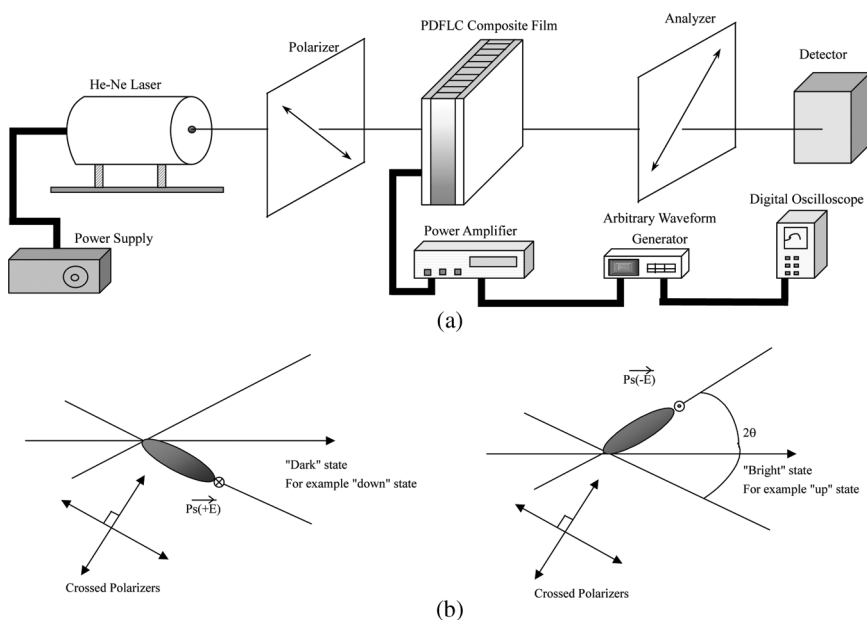 PDFLC Composite Film
Polarizer
Analyzer
Detector
He-Ne Laser
Power Supply
Power Amplifier
Arbitrary Waveform
Generator
Digital Oscilloscope
(a)
"Dark" state
For example "down" state
Ps(+E)
Crossed Polarizers
Ps(-E)
2θ
"Bright" state
For example "up" state
Crossed Polarizers
(b)